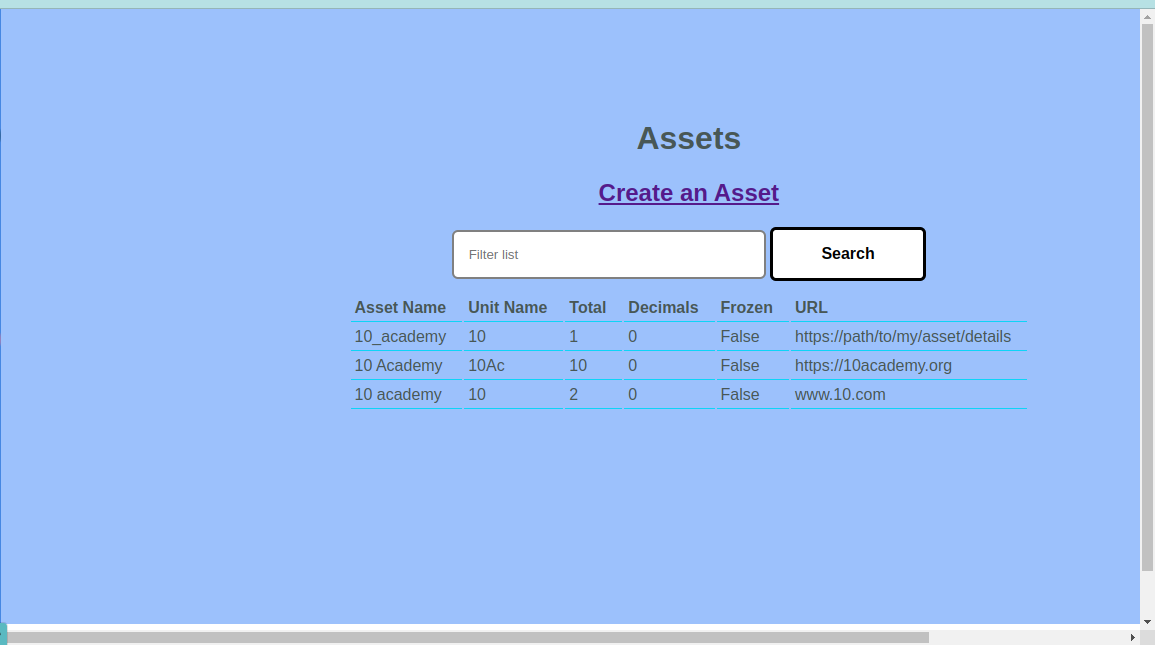 Assets
Create an Asset
Filter list Search
Asset Name Unit Name Total Decimals Frozen URL
10_academy 10 1 0 False https://path/to/my/asset/details
10 Academy 10Ac 10 0 False https://10academy.org
10 academy 10 2 0 False www.10.com